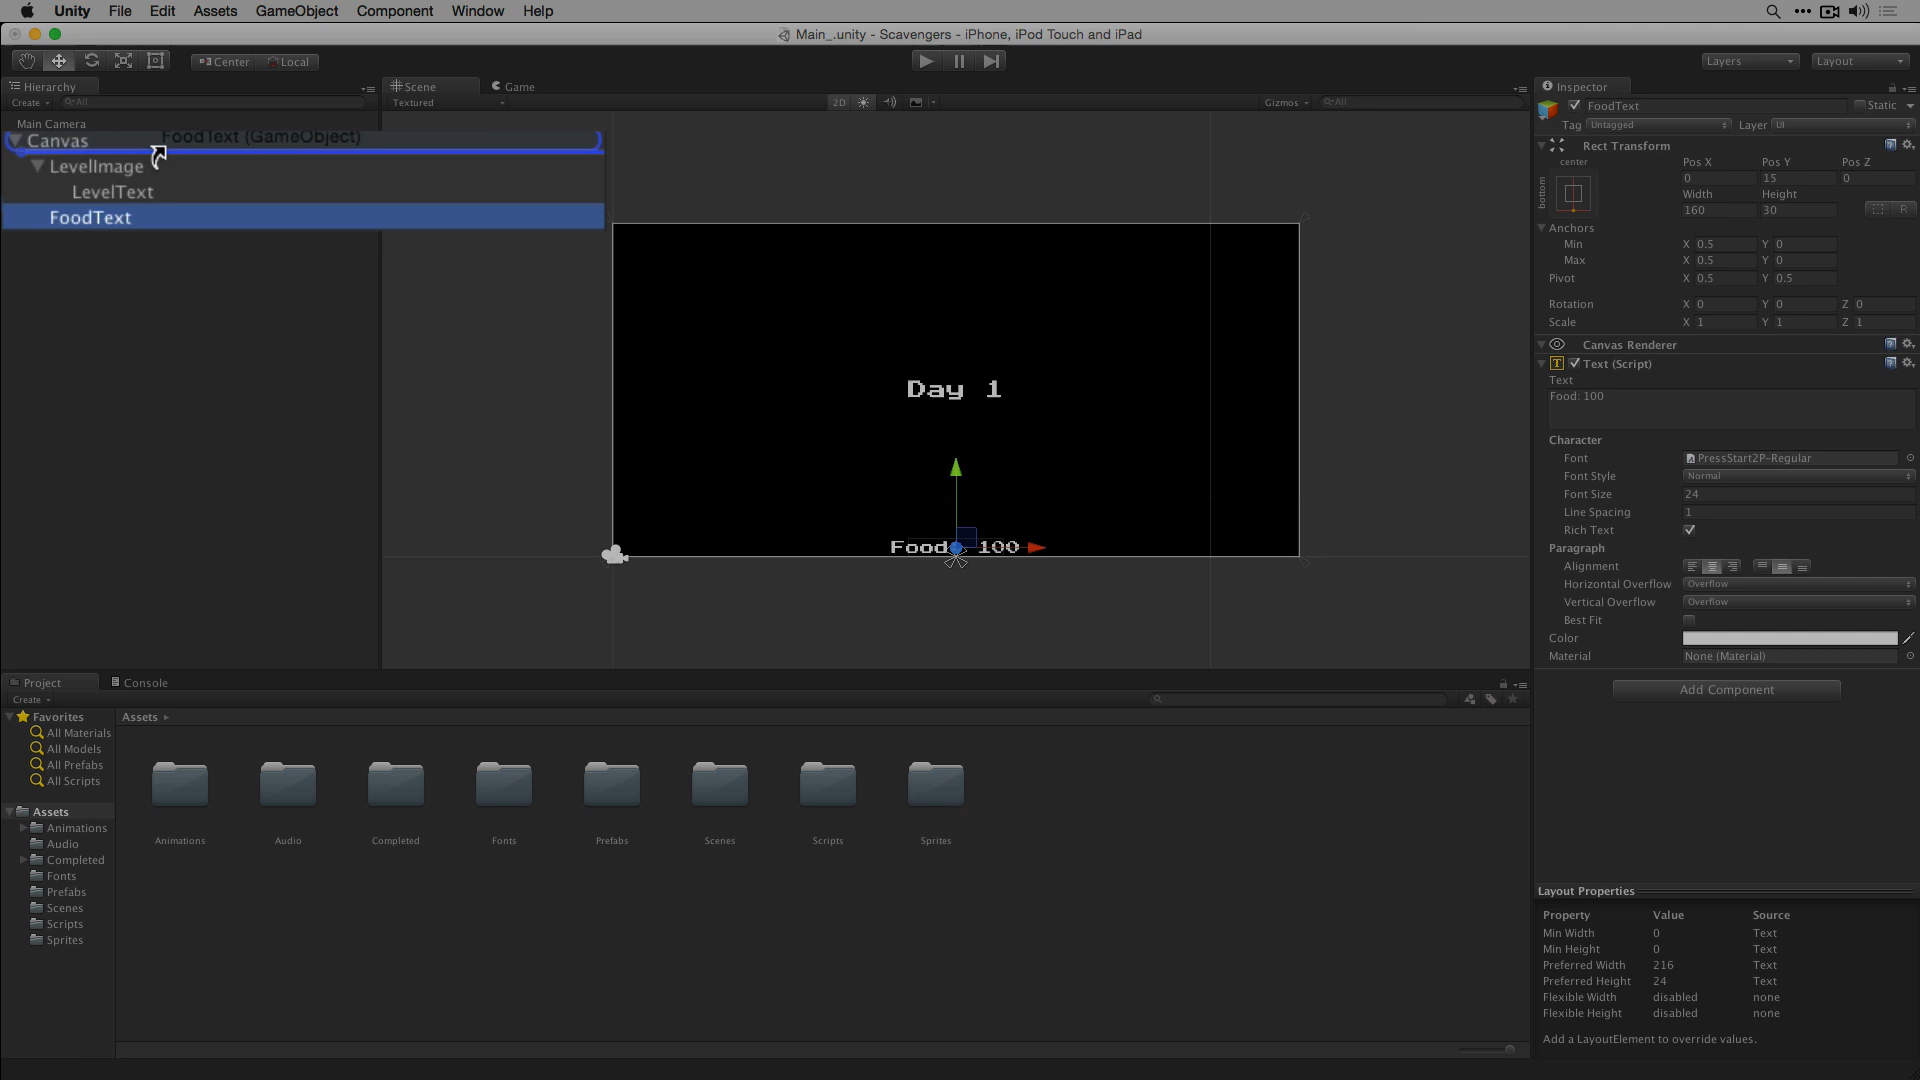 Unity File Edit Assets GameObject Component Window Help
Main_.unity - Scavengers - iPhone, iPod Touch and iPad
Center Local
Layers Layout
Hierarchy
Create All
Main Camera
Canvas
FoodText (GameObject)
LevelImage
LevelText
FoodText
Scene Game
Textured
2D
Gizmos All
Day 1
Food 100
Inspector
FoodText Static
Tag Untagged Layer UI
Rect Transform
center
bottom
Pos X Pos Y Pos Z
0 15 0
Width Height
160 30
R
Anchors
Min X 0.5 Y 0
Max X 0.5 Y 0
Pivot X 0.5 Y 0.5
Rotation X 0 Y 0 Z 0
Scale X 1 Y 1 Z 1
Canvas Renderer
T Text (Script)
Text
Food: 100
Character
Font PressStart2P-Regular
Font Style Normal
Font Size 24
Line Spacing 1
Rich Text
Paragraph
Alignment
Horizontal Overflow Overflow
Vertical Overflow Overflow
Best Fit
Color
Material None (Material)
Add Component
Project Console
Create
Favorites
All Materials
All Models
All Prefabs
All Scripts
Assets
Animations
Audio
Completed
Fonts
Prefabs
Scenes
Scripts
Sprites
Assets
Animations Audio Completed Fonts Prefabs Scenes Scripts Sprites
Layout Properties
Property Value Source
Min Width 0 Text
Min Height 0 Text
Preferred Width 216 Text
Preferred Height 24 Text
Flexible Width disabled none
Flexible Height disabled none
Add a LayoutElement to override values.